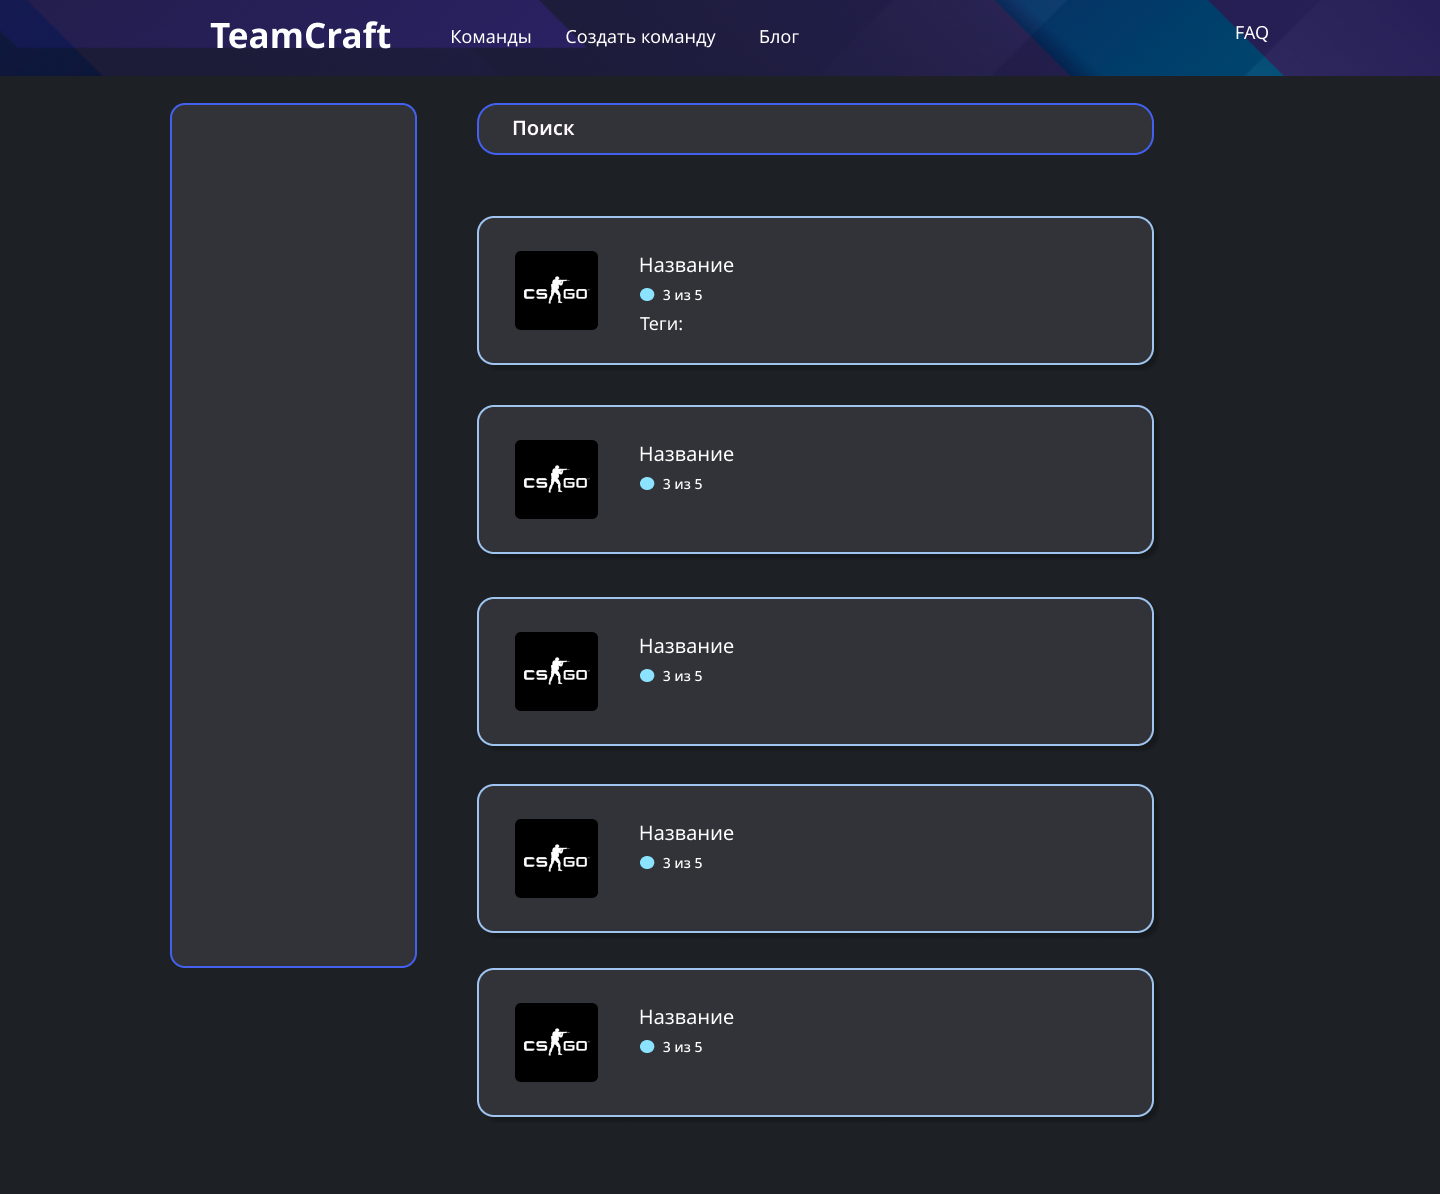 TeamCraft
Команды
Создать команду
Блог
FAQ
Поиск
CS GO
Название
3 из 5
Теги:
CS GO
Название
3 из 5
CS GO
Название
3 из 5
CS GO
Название
3 из 5
CS GO
Название
3 из 5